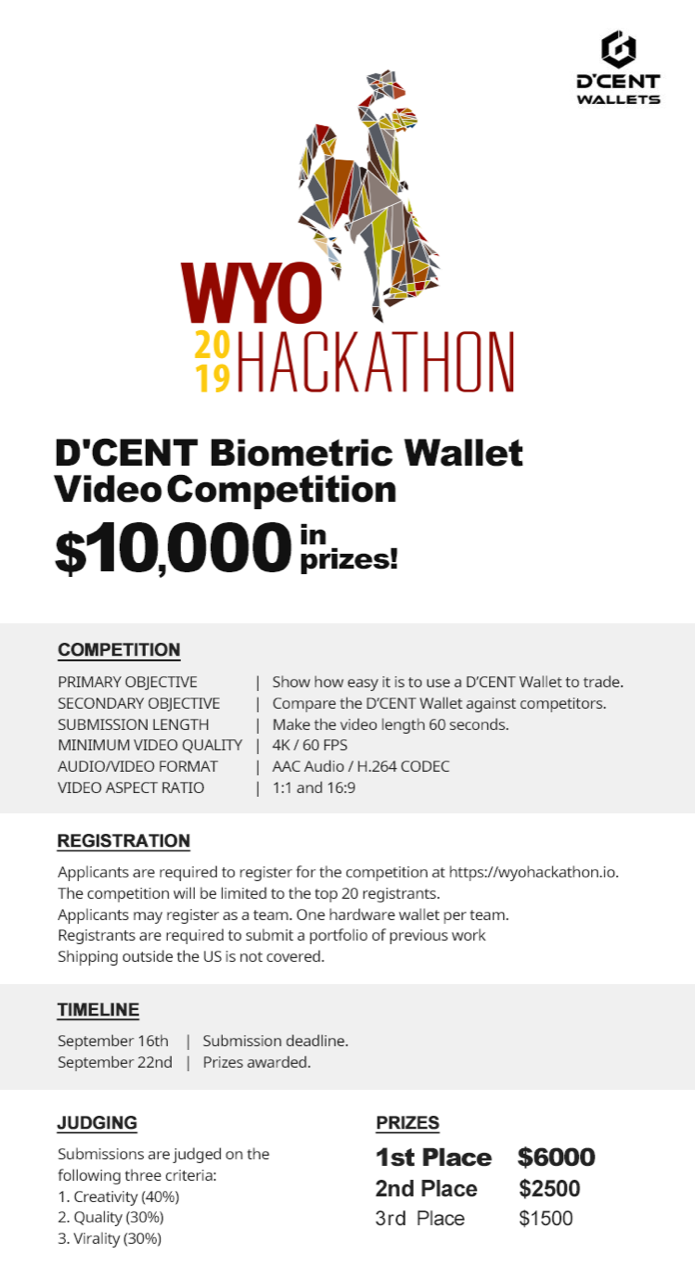 D'CENT
WALLETS
WYO
20
19
HACKATHON
D'CENT Biometric Wallet
Video Competition
$10,000 in
prizes!
COMPETITION
PRIMARY OBJECTIVE | Show how easy it is to use a D’CENT Wallet to trade.
SECONDARY OBJECTIVE | Compare the D’CENT Wallet against competitors.
SUBMISSION LENGTH | Make the video length 60 seconds.
MINIMUM VIDEO QUALITY | 4K / 60 FPS
AUDIO/VIDEO FORMAT | AAC Audio / H.264 CODEC
VIDEO ASPECT RATIO | 1:1 and 16:9
REGISTRATION
Applicants are required to register for the competition at https://wyohackathon.io.
The competition will be limited to the top 20 registrants.
Applicants may register as a team. One hardware wallet per team.
Registrants are required to submit a portfolio of previous work
Shipping outside the US is not covered.
TIMELINE
September 16th | Submission deadline.
September 22nd | Prizes awarded.
JUDGING
Submissions are judged on the
following three criteria:
1. Creativity (40%)
2. Quality (30%)
3. Virality (30%)
PRIZES
1st Place $6000
2nd Place $2500
3rd Place $1500